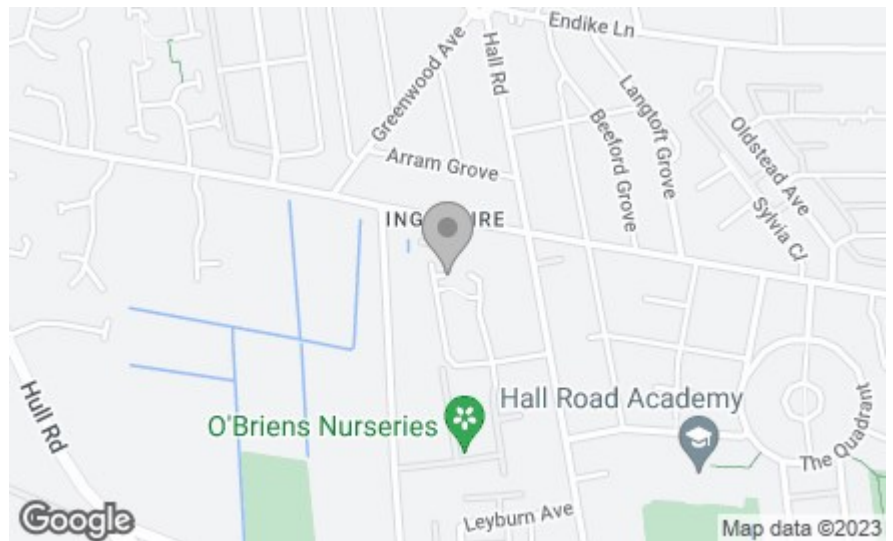 Endike Ln
Hall Rd
Greenwood Ave
Langtoft Grove
Beeford Grove
Oldstead Ave
Arram Grove
Sylvia Cl
Hull Rd
Hall Road Academy
O'Briens Nurseries
The Quadrant
Leyburn Ave
Google
Map data ©2023